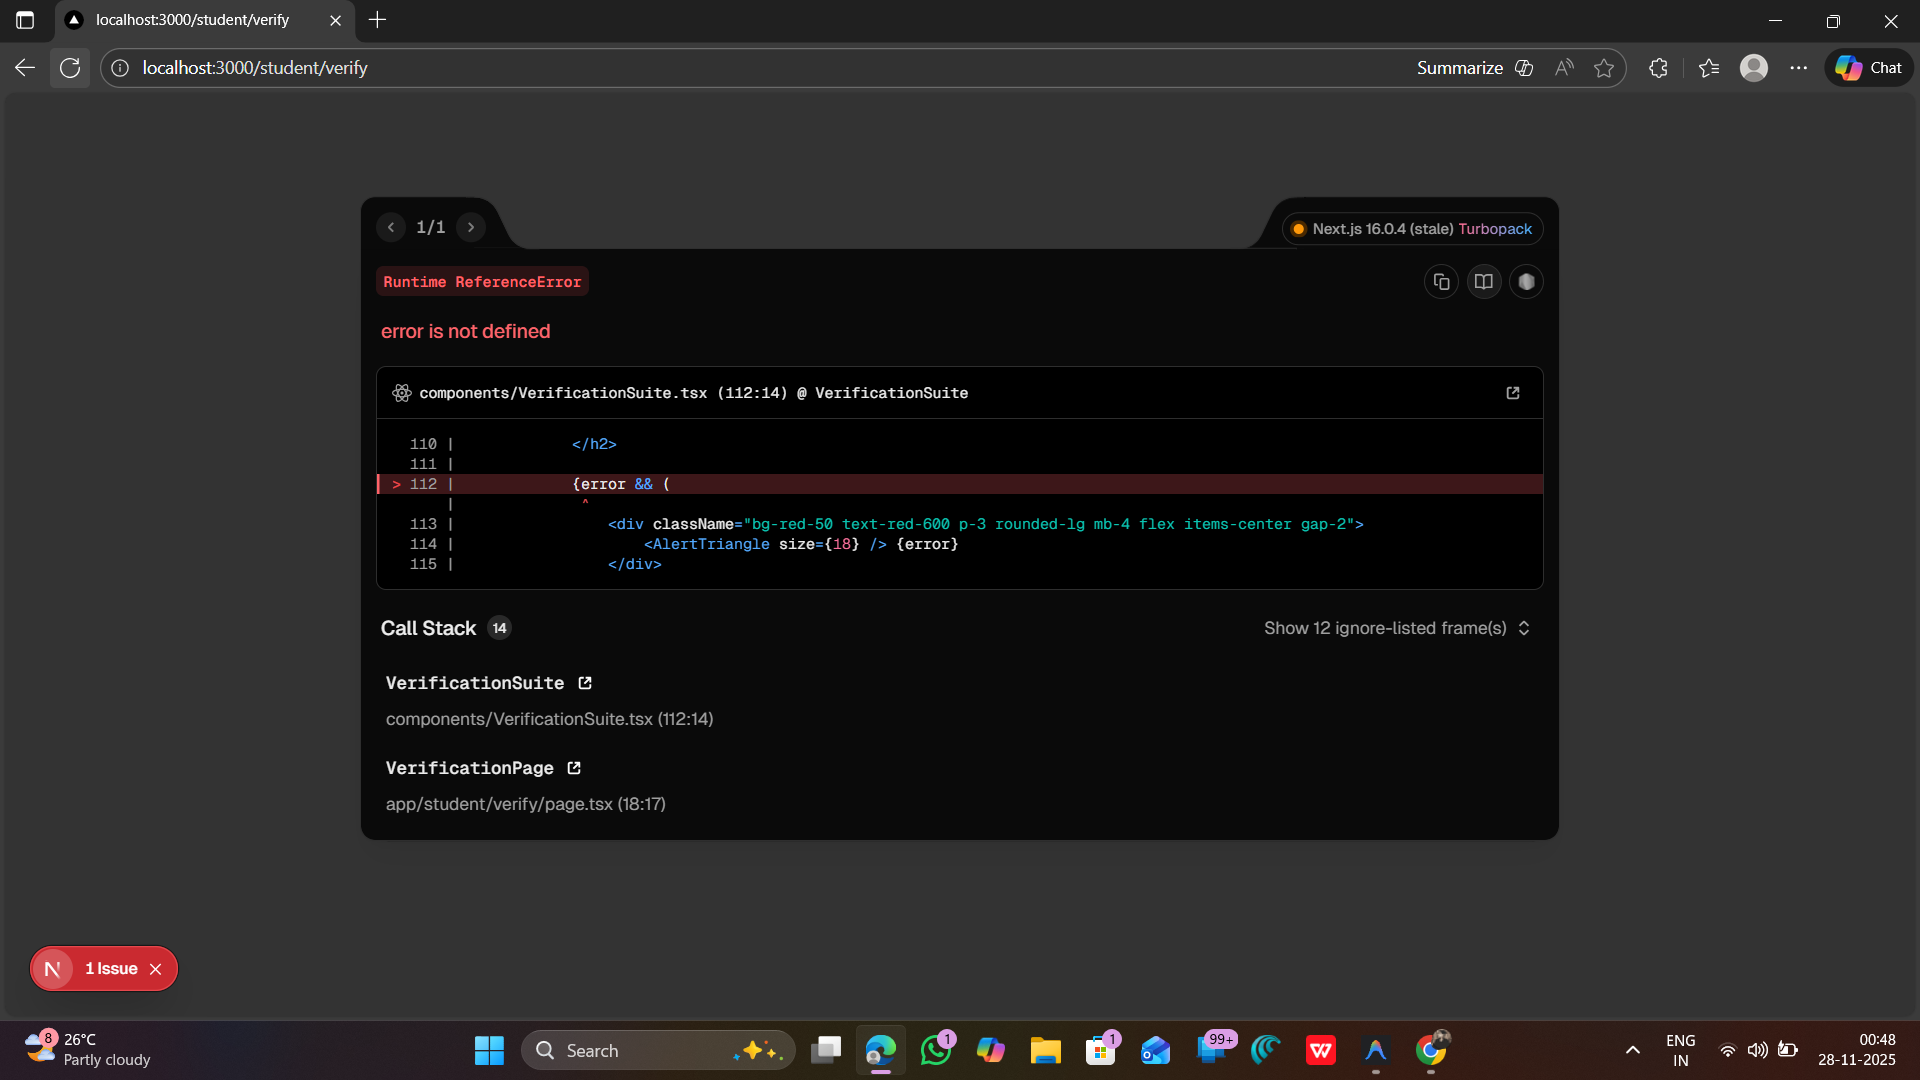 localhost:3000/student/verify
localhost:3000/student/verify
Summarize
Chat
1/1
Next.js 16.0.4 (stale) Turbopack
Runtime ReferenceError
error is not defined
components/VerificationSuite.tsx (112:14) @ VerificationSuite
110 | </h2>
111 |
> 112 | {error && (
| ^
113 | <div className="bg-red-50 text-red-600 p-3 rounded-lg mb-4 flex items-center gap-2">
114 | <AlertTriangle size={18} /> {error}
115 | </div>
Call Stack 14
Show 12 ignore-listed frame(s)
VerificationSuite
components/VerificationSuite.tsx (112:14)
VerificationPage
app/student/verify/page.tsx (18:17)
N 1 Issue
8
26°C
Partly cloudy
Search
1
1
99+
W
ENG
IN
00:48
28-11-2025